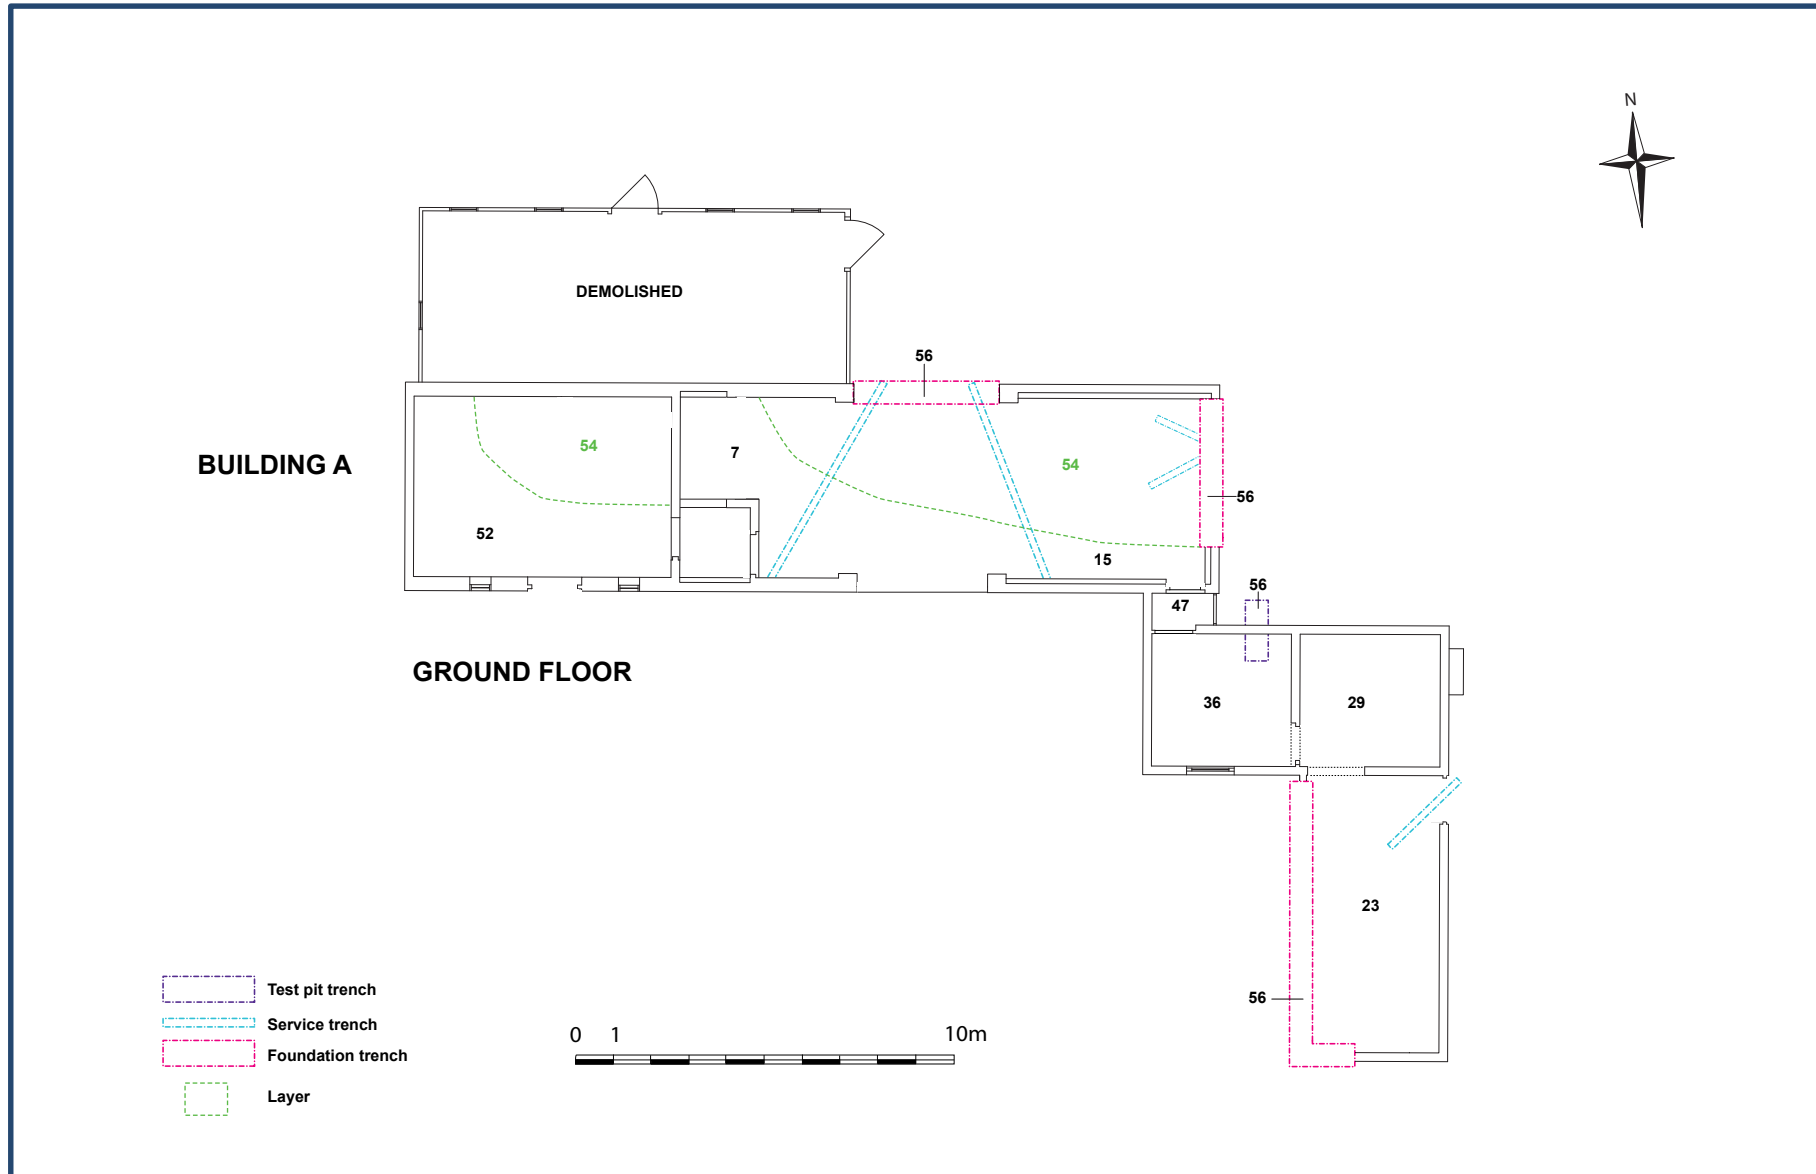 N
DEMOLISHED
56
54
7
54
BUILDING A
56
52
15
56
47
GROUND FLOOR
36
29
23
56
Test pit trench
Service trench
Foundation trench
Layer
0 1 10m